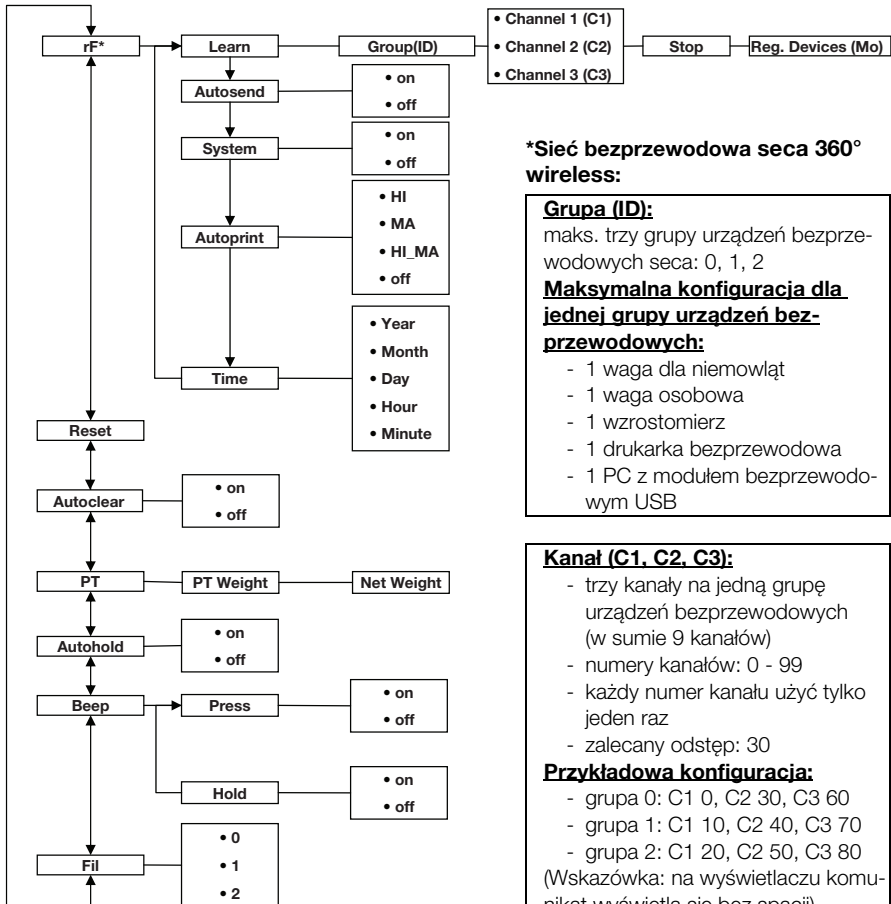 rF*
Learn
Group(ID)
• Channel 1 (C1)
• Channel 2 (C2)
• Channel 3 (C3)
Stop
Reg. Devices (Mo)
Autosend
• on
• off
System
• on
• off
Autoprint
• HI
• MA
• HI_MA
• off
Time
• Year
• Month
• Day
• Hour
• Minute
Reset
Autoclear
• on
• off
PT
PT Weight
Net Weight
Autohold
• on
• off
Beep
Press
• on
• off
Hold
• on
• off
Fil
• 0
• 1
• 2
*Sieć bezprzewodowa seca 360°
wireless:
Grupa (ID):
maks. trzy grupy urządzeń bezprze-
wodowych seca: 0, 1, 2
Maksymalna konfiguracja dla
jednej grupy urządzeń bez-
przewodowych:
- 1 waga dla niemowląt
- 1 waga osobowa
- 1 wzrostomierz
- 1 drukarka bezprzewodowa
- 1 PC z modułem bezprzewodo-
wym USB
Kanał (C1, C2, C3):
- trzy kanały na jedną grupę
urządzeń bezprzewodowych
(w sumie 9 kanałów)
- numery kanałów: 0 - 99
- każdy numer kanału użyć tylko
jeden raz
- zalecany odstęp: 30
Przykładowa konfiguracja:
- grupa 0: C1 0, C2 30, C3 60
- grupa 1: C1 10, C2 40, C3 70
- grupa 2: C1 20, C2 50, C3 80
(Wskazówka: na wyświetlaczu komu-
nikat wyświetla się bez spacji)